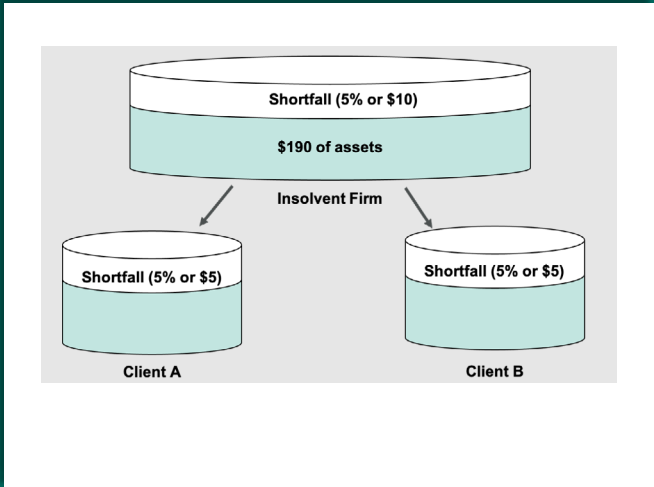 Shortfall (5% or $10)
$190 of assets
Insolvent Firm
Shortfall (5% or $5)
Client A
Shortfall (5% or $5)
Client B